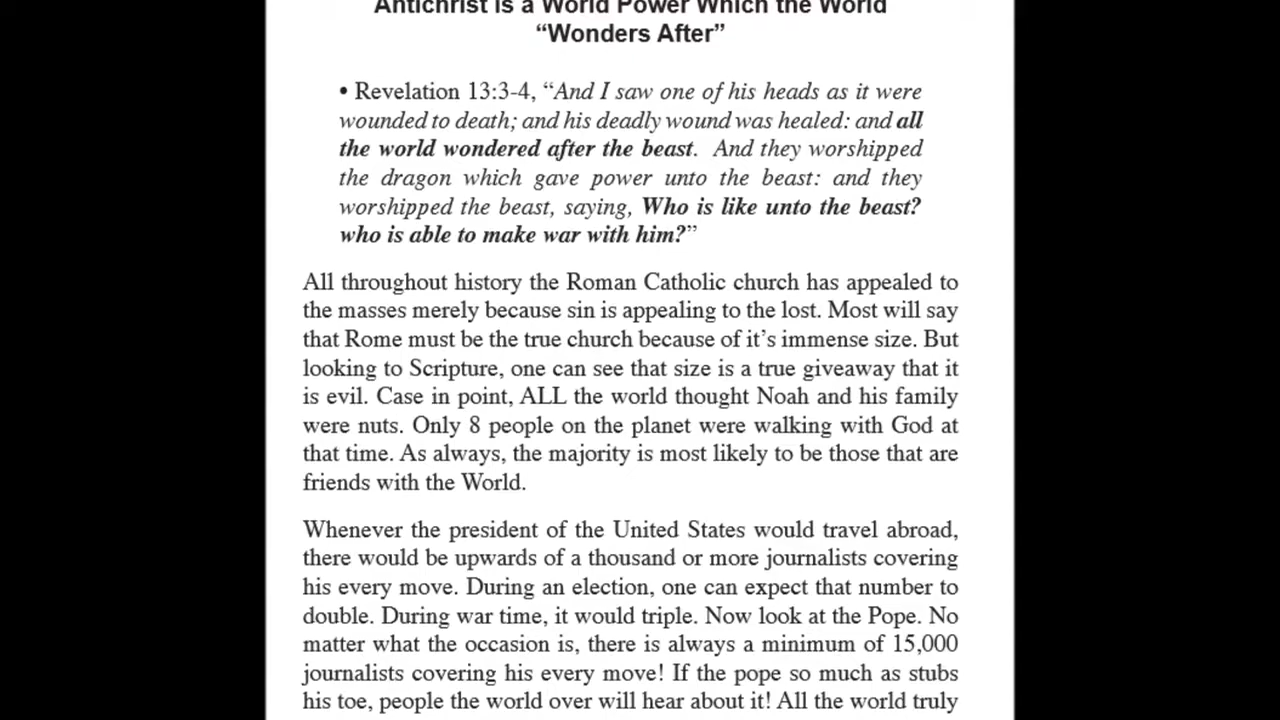 Antichrist is a World Power Which the World
“Wonders After”
• Revelation 13:3-4, “And I saw one of his heads as it were
wounded to death; and his deadly wound was healed: and all
the world wondered after the beast. And they worshipped
the dragon which gave power unto the beast: and they
worshipped the beast, saying, Who is like unto the beast?
who is able to make war with him?”
All throughout history the Roman Catholic church has appealed to
the masses merely because sin is appealing to the lost. Most will say
that Rome must be the true church because of it’s immense size. But
looking to Scripture, one can see that size is a true giveaway that it
is evil. Case in point, ALL the world thought Noah and his family
were nuts. Only 8 people on the planet were walking with God at
that time. As always, the majority is most likely to be those that are
friends with the World.
Whenever the president of the United States would travel abroad,
there would be upwards of a thousand or more journalists covering
his every move. During an election, one can expect that number to
double. During war time, it would triple. Now look at the Pope. No
matter what the occasion is, there is always a minimum of 15,000
journalists covering his every move! If the pope so much as stubs
his toe, people the world over will hear about it! All the world truly